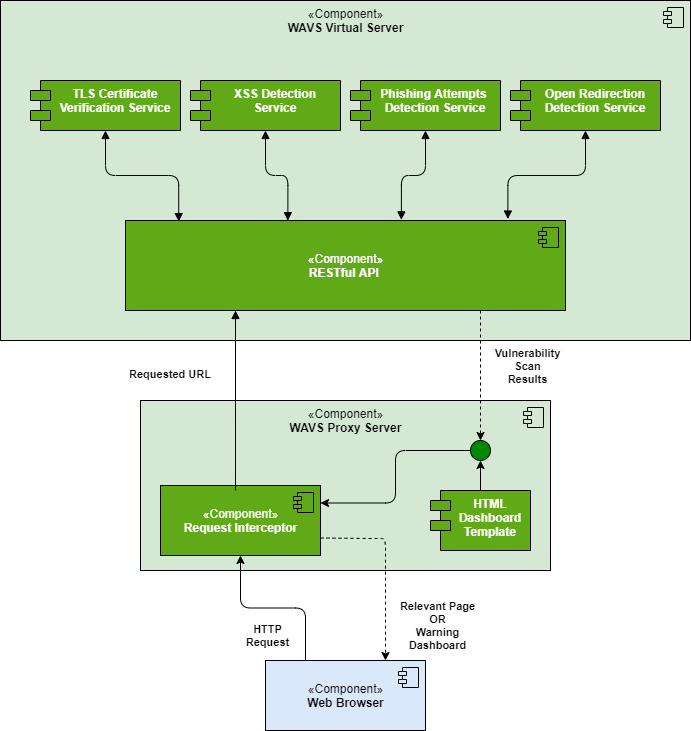 «Component»
WAVS Virtual Server
TLS Certificate
Verification Service
XSS Detection
Service
Phishing Attempts
Detection Service
Open Redirection
Detection Service
«Component»
RESTful API
Requested URL
Vulnerability
Scan
Results
«Component»
WAVS Proxy Server
«Component»
Request Interceptor
HTML
Dashboard
Template
HTTP
Request
Relevant Page
OR
Warning
Dashboard
«Component»
Web Browser